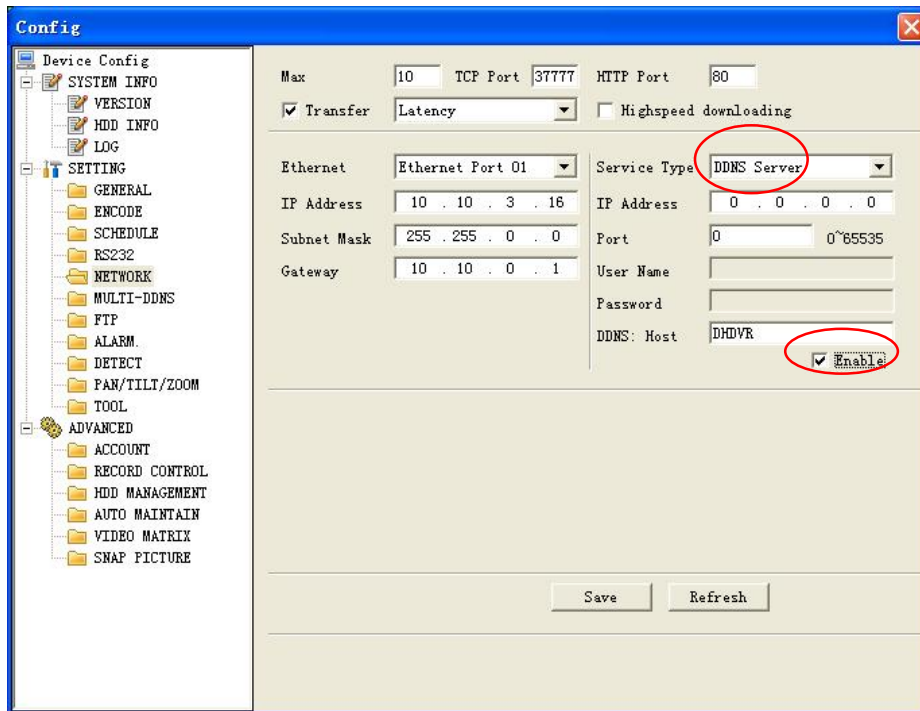 Config
Device Config
SYSTEM INFO
VERSION
HDD INFO
LOG
SETTING
GENERAL
ENCODE
SCHEDULE
RS232
NETWORK
MULTI-DDNS
FTP
ALARM.
DETECT
PAN/TILT/ZOOM
TOOL
ADVANCED
ACCOUNT
RECORD CONTROL
HDD MANAGEMENT
AUTO MAINTAIN
VIDEO MATRIX
SNAP PICTURE
Max 10 TCP Port 37777 HTTP Port 80
Transfer Latency Highspeed downloading
Ethernet Ethernet Port 01
IP Address 10 . 10 . 3 . 16
Subnet Mask 255 . 255 . 0 . 0
Gateway 10 . 10 . 0 . 1
Service Type DDNS Server
IP Address 0 . 0 . 0 . 0
Port 0 0~65535
User Name
Password
DDNS: Host DHDVR
Enable
Save Refresh